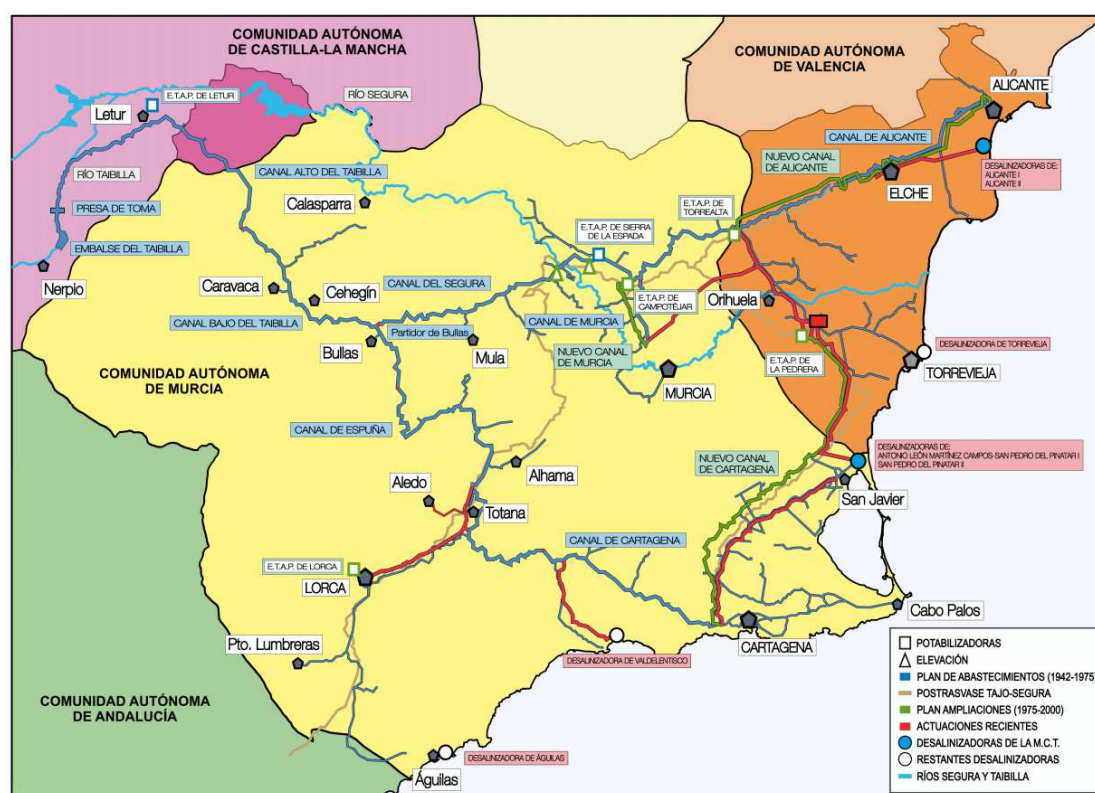 COMUNIDAD AUTÓNOMA
DE CASTILLA-LA MANCHA
COMUNIDAD AUTÓNOMA
DE VALENCIA
E.T.A.P. DE LETUR
RÍO SEGURA
ALICANTE
Letur
CANAL DE ALICANTE
NUEVO CANAL
DE ALICANTE
DESALINIZADORAS DE:
ALICANTE I
ALICANTE II
RÍO TAIBILLA
CANAL ALTO DEL TAIBILLA
ELCHE
Calasparra
E.T.A.P. DE
TORREALTA
PRESA DE TOMA
E.T.A.P. DE SIERRA
DE LA ESPADA
EMBALSE DEL TAIBILLA
Nerpio
Caravaca
Cehegín
CANAL DEL SEGURA
E.T.A.P. DE
CAMPOTÉJAR
Orihuela
CANAL BAJO DEL TAIBILLA
Partidor de Bullas
CANAL DE MURCIA
Bullas
Mula
NUEVO CANAL
DE MURCIA
E.T.A.P. DE
LA PEDRERA
DESALINIZADORA DE TORREVIEJA
TORREVIEJA
COMUNIDAD AUTÓNOMA
DE MURCIA
MURCIA
CANAL DE ESPUÑA
NUEVO CANAL
DE CARTAGENA
DESALINIZADORAS DE:
ANTONIO LEÓN MARTÍNEZ CAMPOS-SAN PEDRO DEL PINATAR I
SAN PEDRO DEL PINATAR II
Alhama
Aledo
San Javier
Totana
CANAL DE CARTAGENA
E.T.A.P. DE LORCA
LORCA
Cabo Palos
Pto. Lumbreras
CARTAGENA
DESALINIZADORA DE VALDELENTISCO
COMUNIDAD AUTÓNOMA
DE ANDALUCÍA
DESALINIZADORA DE ÁGUILAS
Águilas
POTABILIZADORAS
ELEVACIÓN
PLAN DE ABASTECIMIENTOS (1942-1975)
POSTRASVASE TAJO-SEGURA
PLAN AMPLIACIONES (1975-2000)
ACTUACIONES RECIENTES
DESALINIZADORAS DE LA M.C.T.
RESTANTES DESALINIZADORAS
RÍOS SEGURA Y TAIBILLA